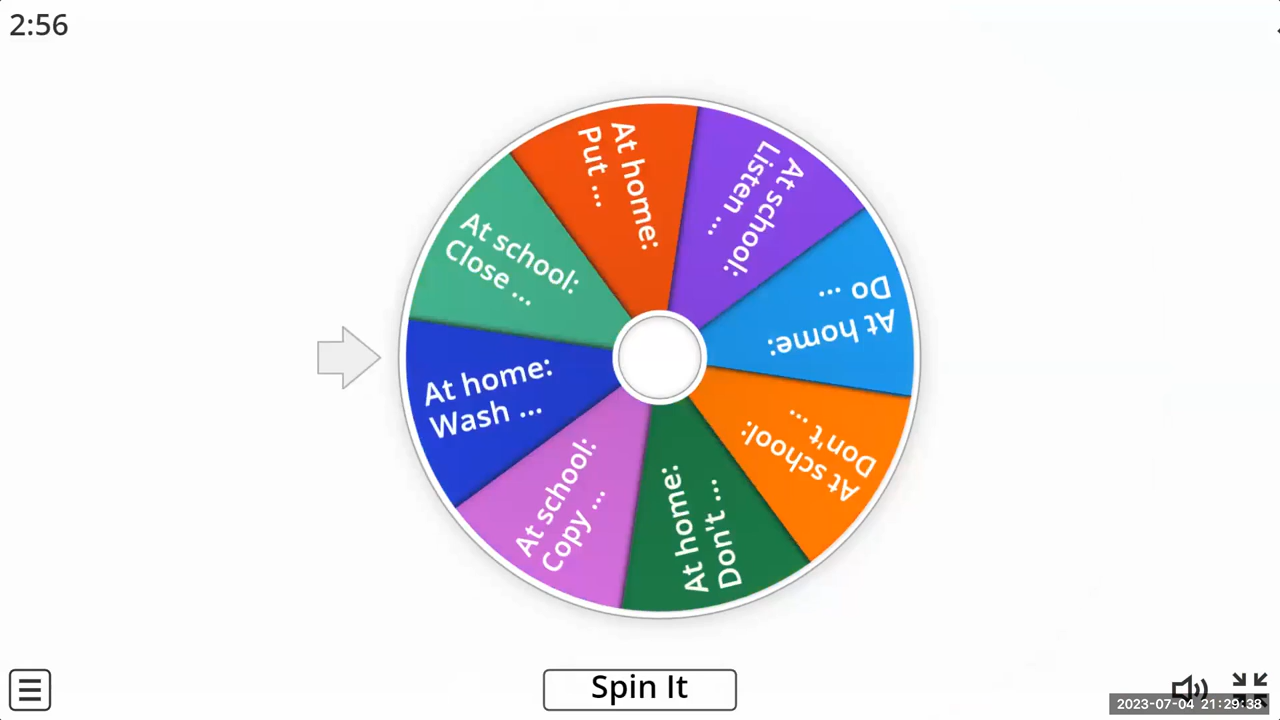 2:56
At home:
Put ...
At school:
Listen ...
At home:
Do ...
At school:
Don't ...
At home:
Don't ...
At school:
Copy ...
At home:
Wash ...
At school:
Close ...
Spin It
2023-07-04 21:29:38